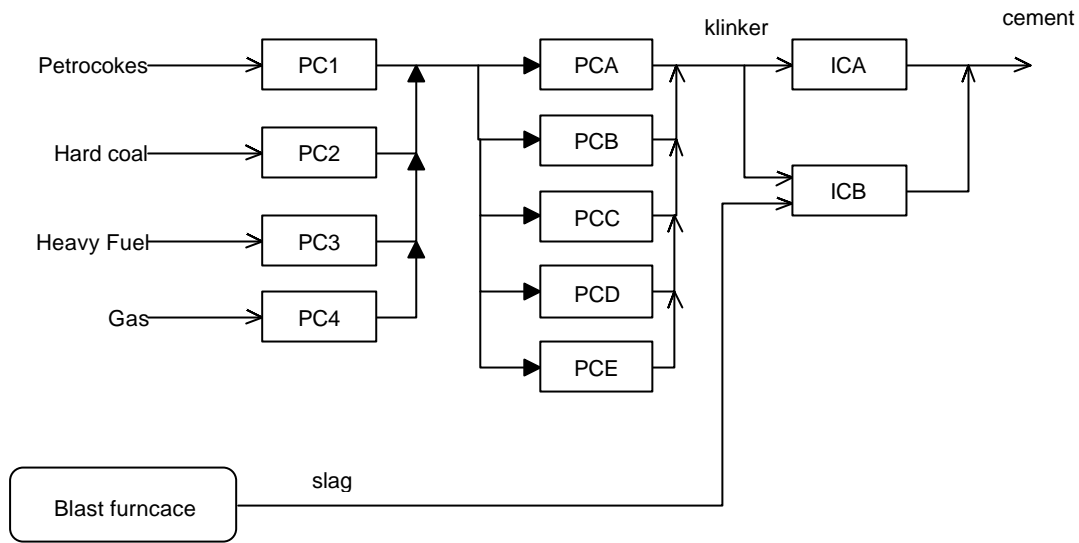 cement
klinker
Petrocokes
PC1
PCA
ICA
Hard coal
PC2
PCB
ICB
Heavy Fuel
PC3
PCC
Gas
PC4
PCD
PCE
slag
Blast furncace